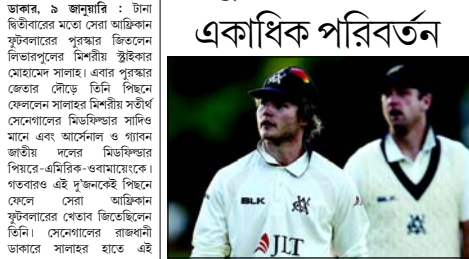 ডাকার, ৯ জানুয়ারি : টানা
দ্বিতীবারের মতো সেরা আফ্রিকান
ফুটবলারের পুরস্কার জিতলেন
লিভারপুলের মিশরীয় স্ট্রাইকার
মোহামেদ সালাহ। এবার পুরস্কার
জেতার দৌড়ে তিনি পিছনে
ফেললেন সালাহর মিশরীয় সতীর্থ
সেনেগালের মিডফিল্ডার সাদিও
মানে এবং আর্সেনাল ও গ্যাবন
জাতীয় দলের মিডফিল্ডার
পিয়রে-এমিরিক-ওবামায়েংকে।
গতবারও এই দু'জনকেই পিছনে
ফেলে সেরা আফ্রিকান
ফুটবলারের খেতাব জিতেছিলেন
তিনি। সেনেগালের রাজধানী
ডাকারে সালাহর হাতে এই
একাধিক পরিবর্তন
BLK
JLT
BLK